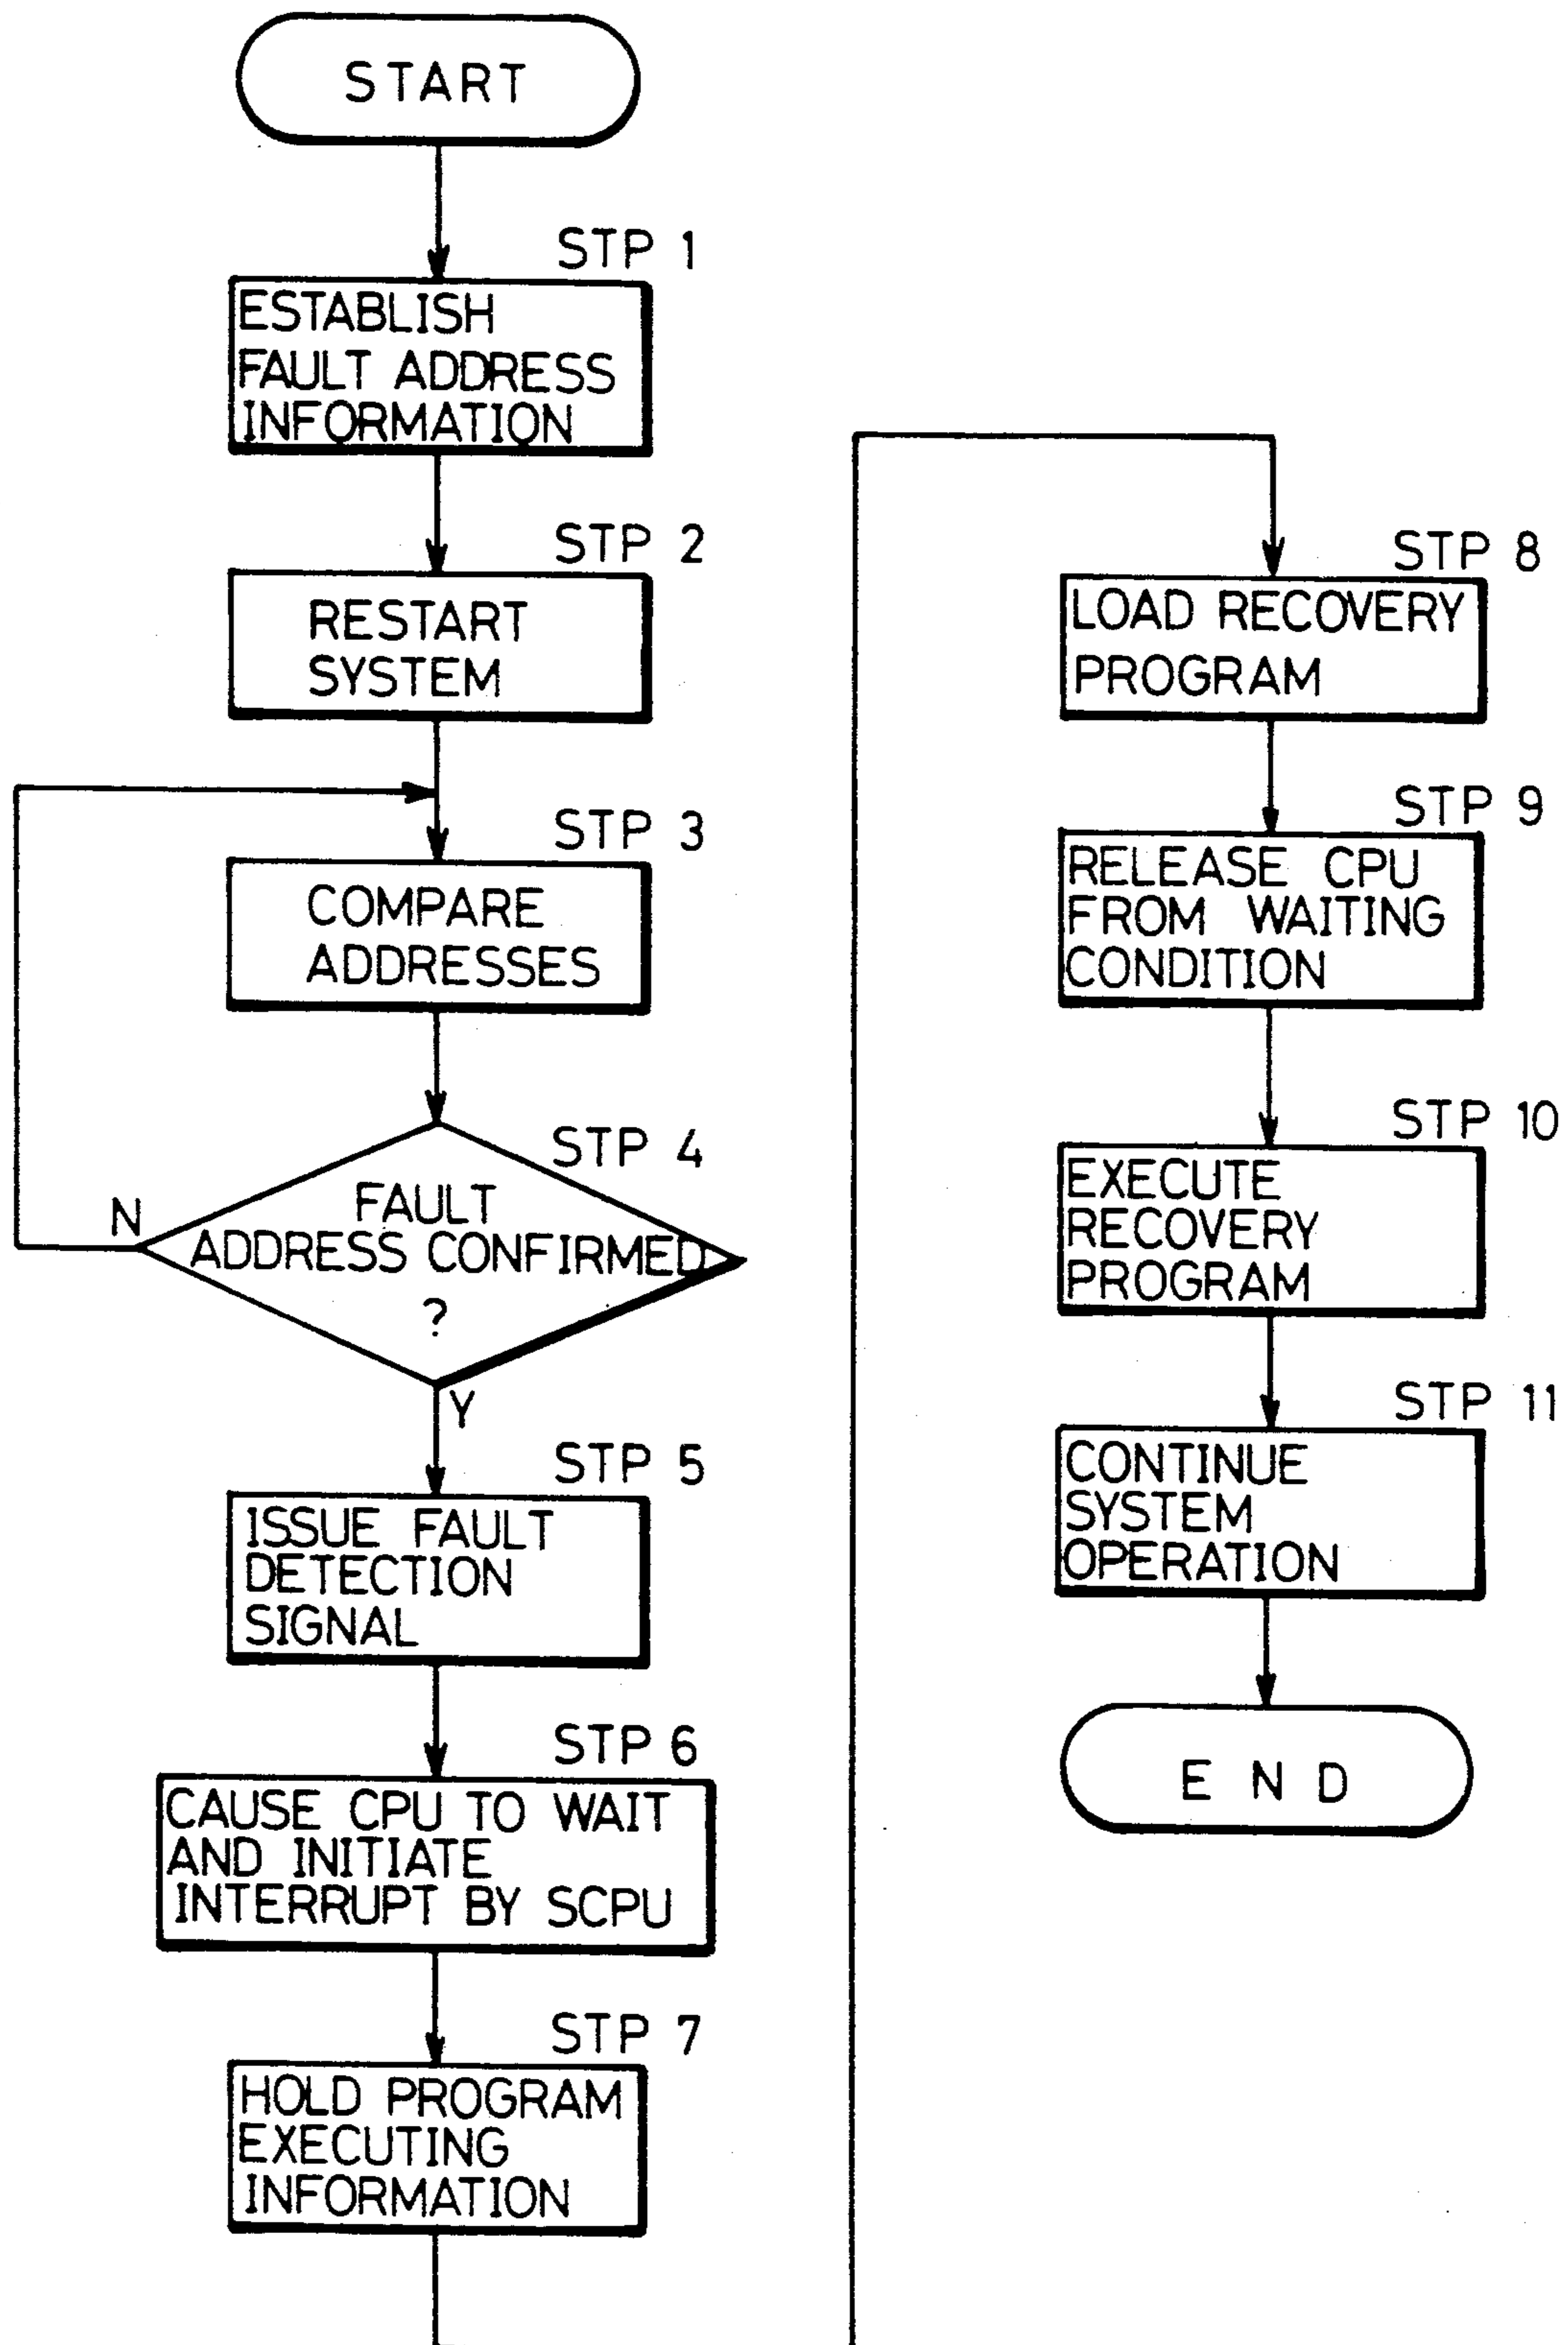 START
STP 1
ESTABLISH
FAULT ADDRESS
INFORMATION
STP 2
RESTART
SYSTEM
STP 3
COMPARE
ADDRESSES
STP 4
FAULT
ADDRESS CONFIRMED
?
N
Y
STP 5
ISSUE FAULT
DETECTION
SIGNAL
STP 6
CAUSE CPU TO WAIT
AND INITIATE
INTERRUPT BY SCPU
STP 7
HOLD PROGRAM
EXECUTING
INFORMATION
STP 8
LOAD RECOVERY
PROGRAM
STP 9
RELEASE CPU
FROM WAITING
CONDITION
STP 10
EXECUTE
RECOVERY
PROGRAM
STP 11
CONTINUE
SYSTEM
OPERATION
END